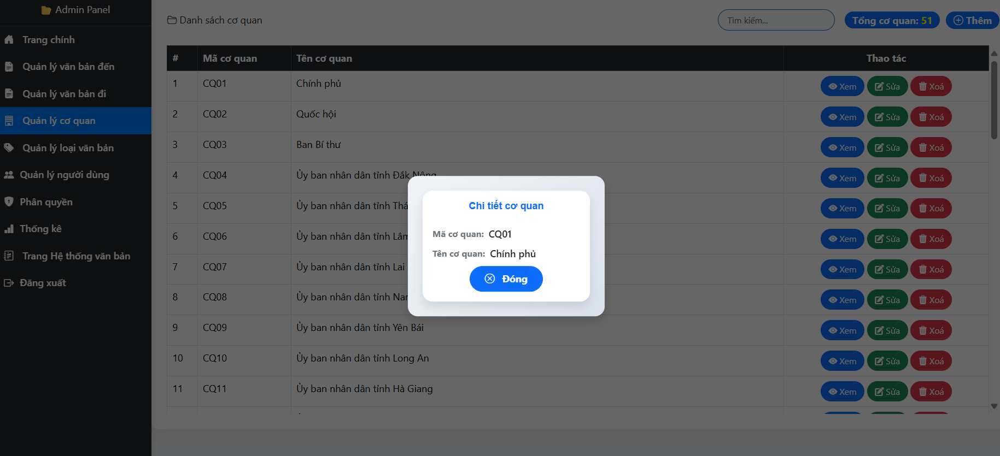 Admin Panel
Trang chính
Quản lý văn bản đến
Quản lý văn bản đi
Quản lý cơ quan
Quản lý loại văn bản
Quản lý người dùng
Phân quyền
Thống kê
Trang Hệ thống văn bản
Đăng xuất
Danh sách cơ quan
Tìm kiếm...
Tổng cơ quan: 51
Thêm
# Mã cơ quan Tên cơ quan Thao tác
1 CQ01 Chính phủ Xem Sửa Xoá
2 CQ02 Quốc hội Xem Sửa Xoá
3 CQ03 Ban Bí thư Xem Sửa Xoá
4 CQ04 Ủy ban nhân dân tỉnh Đắk Nông Xem Sửa Xoá
5 CQ05 Ủy ban nhân dân tỉnh Xem Sửa Xoá
6 CQ06 Ủy ban nhân dân tỉnh Xem Sửa Xoá
7 CQ07 Ủy ban nhân dân tỉnh Lai Xem Sửa Xoá
8 CQ08 Ủy ban nhân dân tỉnh Xem Sửa Xoá
9 CQ09 Ủy ban nhân dân tỉnh Yên Bái Xem Sửa Xoá
10 CQ10 Ủy ban nhân dân tỉnh Long An Xem Sửa Xoá
11 CQ11 Ủy ban nhân dân tỉnh Hà Giang Xem Sửa Xoá
Chi tiết cơ quan
Mã cơ quan: CQ01
Tên cơ quan: Chính phủ
Đóng